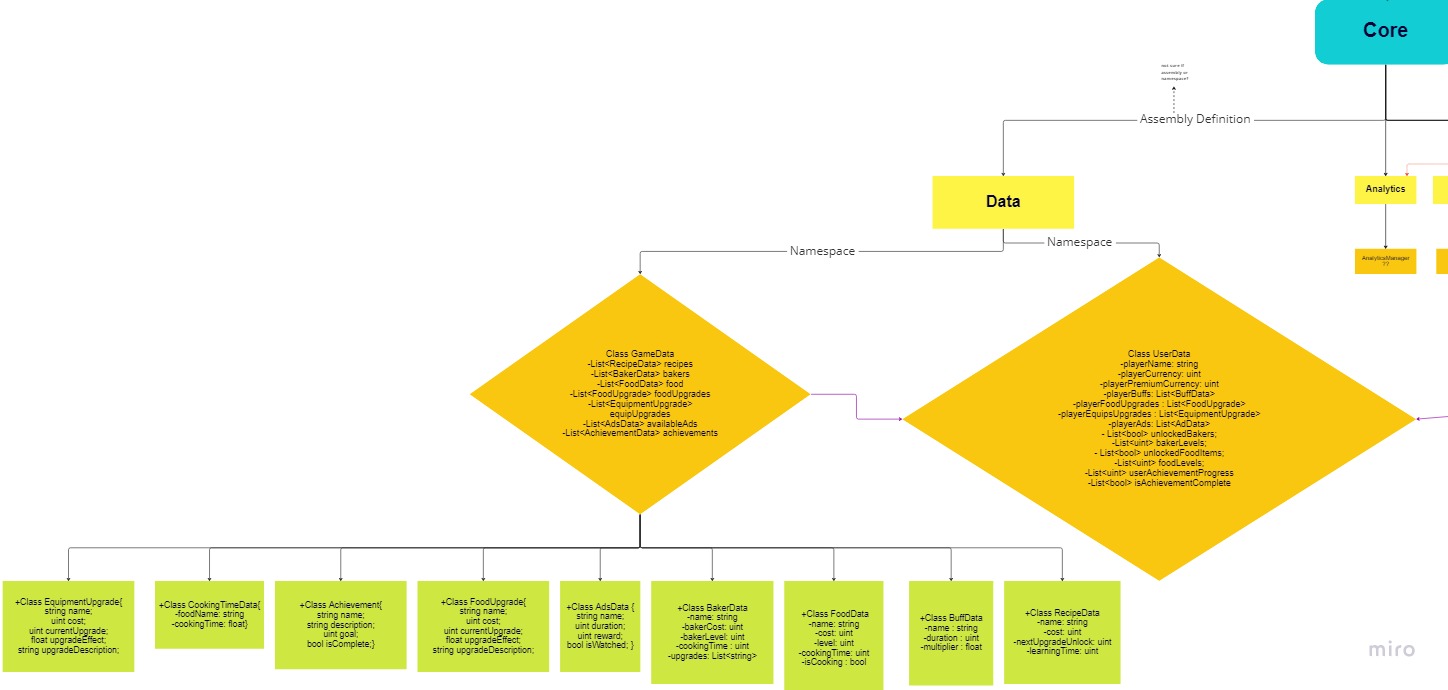 Core
not sure if
assembly or
namespace?
Assembly Definition
Data
Analytics
AnalyticsManager
??
Namespace
Namespace
Class GameData
-List<RecipeData> recipes
-List<BakerData> bakers
-List<FoodData> food
-List<FoodUpgrade> foodUpgrades
-List<EquipmentUpgrade>
equipUpgrades
-List<AdsData> availableAds
-List<AchievementData> achievements
Class UserData
-playerName: string
-playerCurrency: uint
-playerPremiumCurrency: uint
-playerBuffs: List<BuffData>
-playerFoodUpgrades : List<FoodUpgrade>
-playerEquipsUpgrades : List<EquipmentUpgrade>
-playerAds: List<AdData>
- List<bool> unlockedBakers;
-List<uint> bakerLevels;
- List<bool> unlockedFoodItems;
-List<uint> foodLevels;
-List<uint> userAchievementProgress
-List<bool> isAchievementComplete
+Class EquipmentUpgrade{
string name;
uint cost;
uint currentUpgrade;
float upgradeEffect;
string upgradeDescription;
+Class CookingTimeData{
-foodName: string
-cookingTime: float}
+Class Achievement{
string name;
string description;
uint goal;
bool isComplete;}
+Class FoodUpgrade{
string name;
uint cost;
uint currentUpgrade;
float upgradeEffect;
string upgradeDescription;
+Class AdsData {
string name;
uint duration;
uint reward;
bool isWatched; }
+Class BakerData
-name: string
-bakerCost: uint
-bakerLevel: uint
-cookingTime : uint
-upgrades: List<string>
+Class FoodData
-name: string
-cost: uint
-level: uint
-cookingTime: uint
-isCooking : bool
+Class BuffData
-name : string
-duration : uint
-multiplier : float
+Class RecipeData
-name: string
-cost: uint
-nextUpgradeUnlock: uint
-learningTime: uint
miro